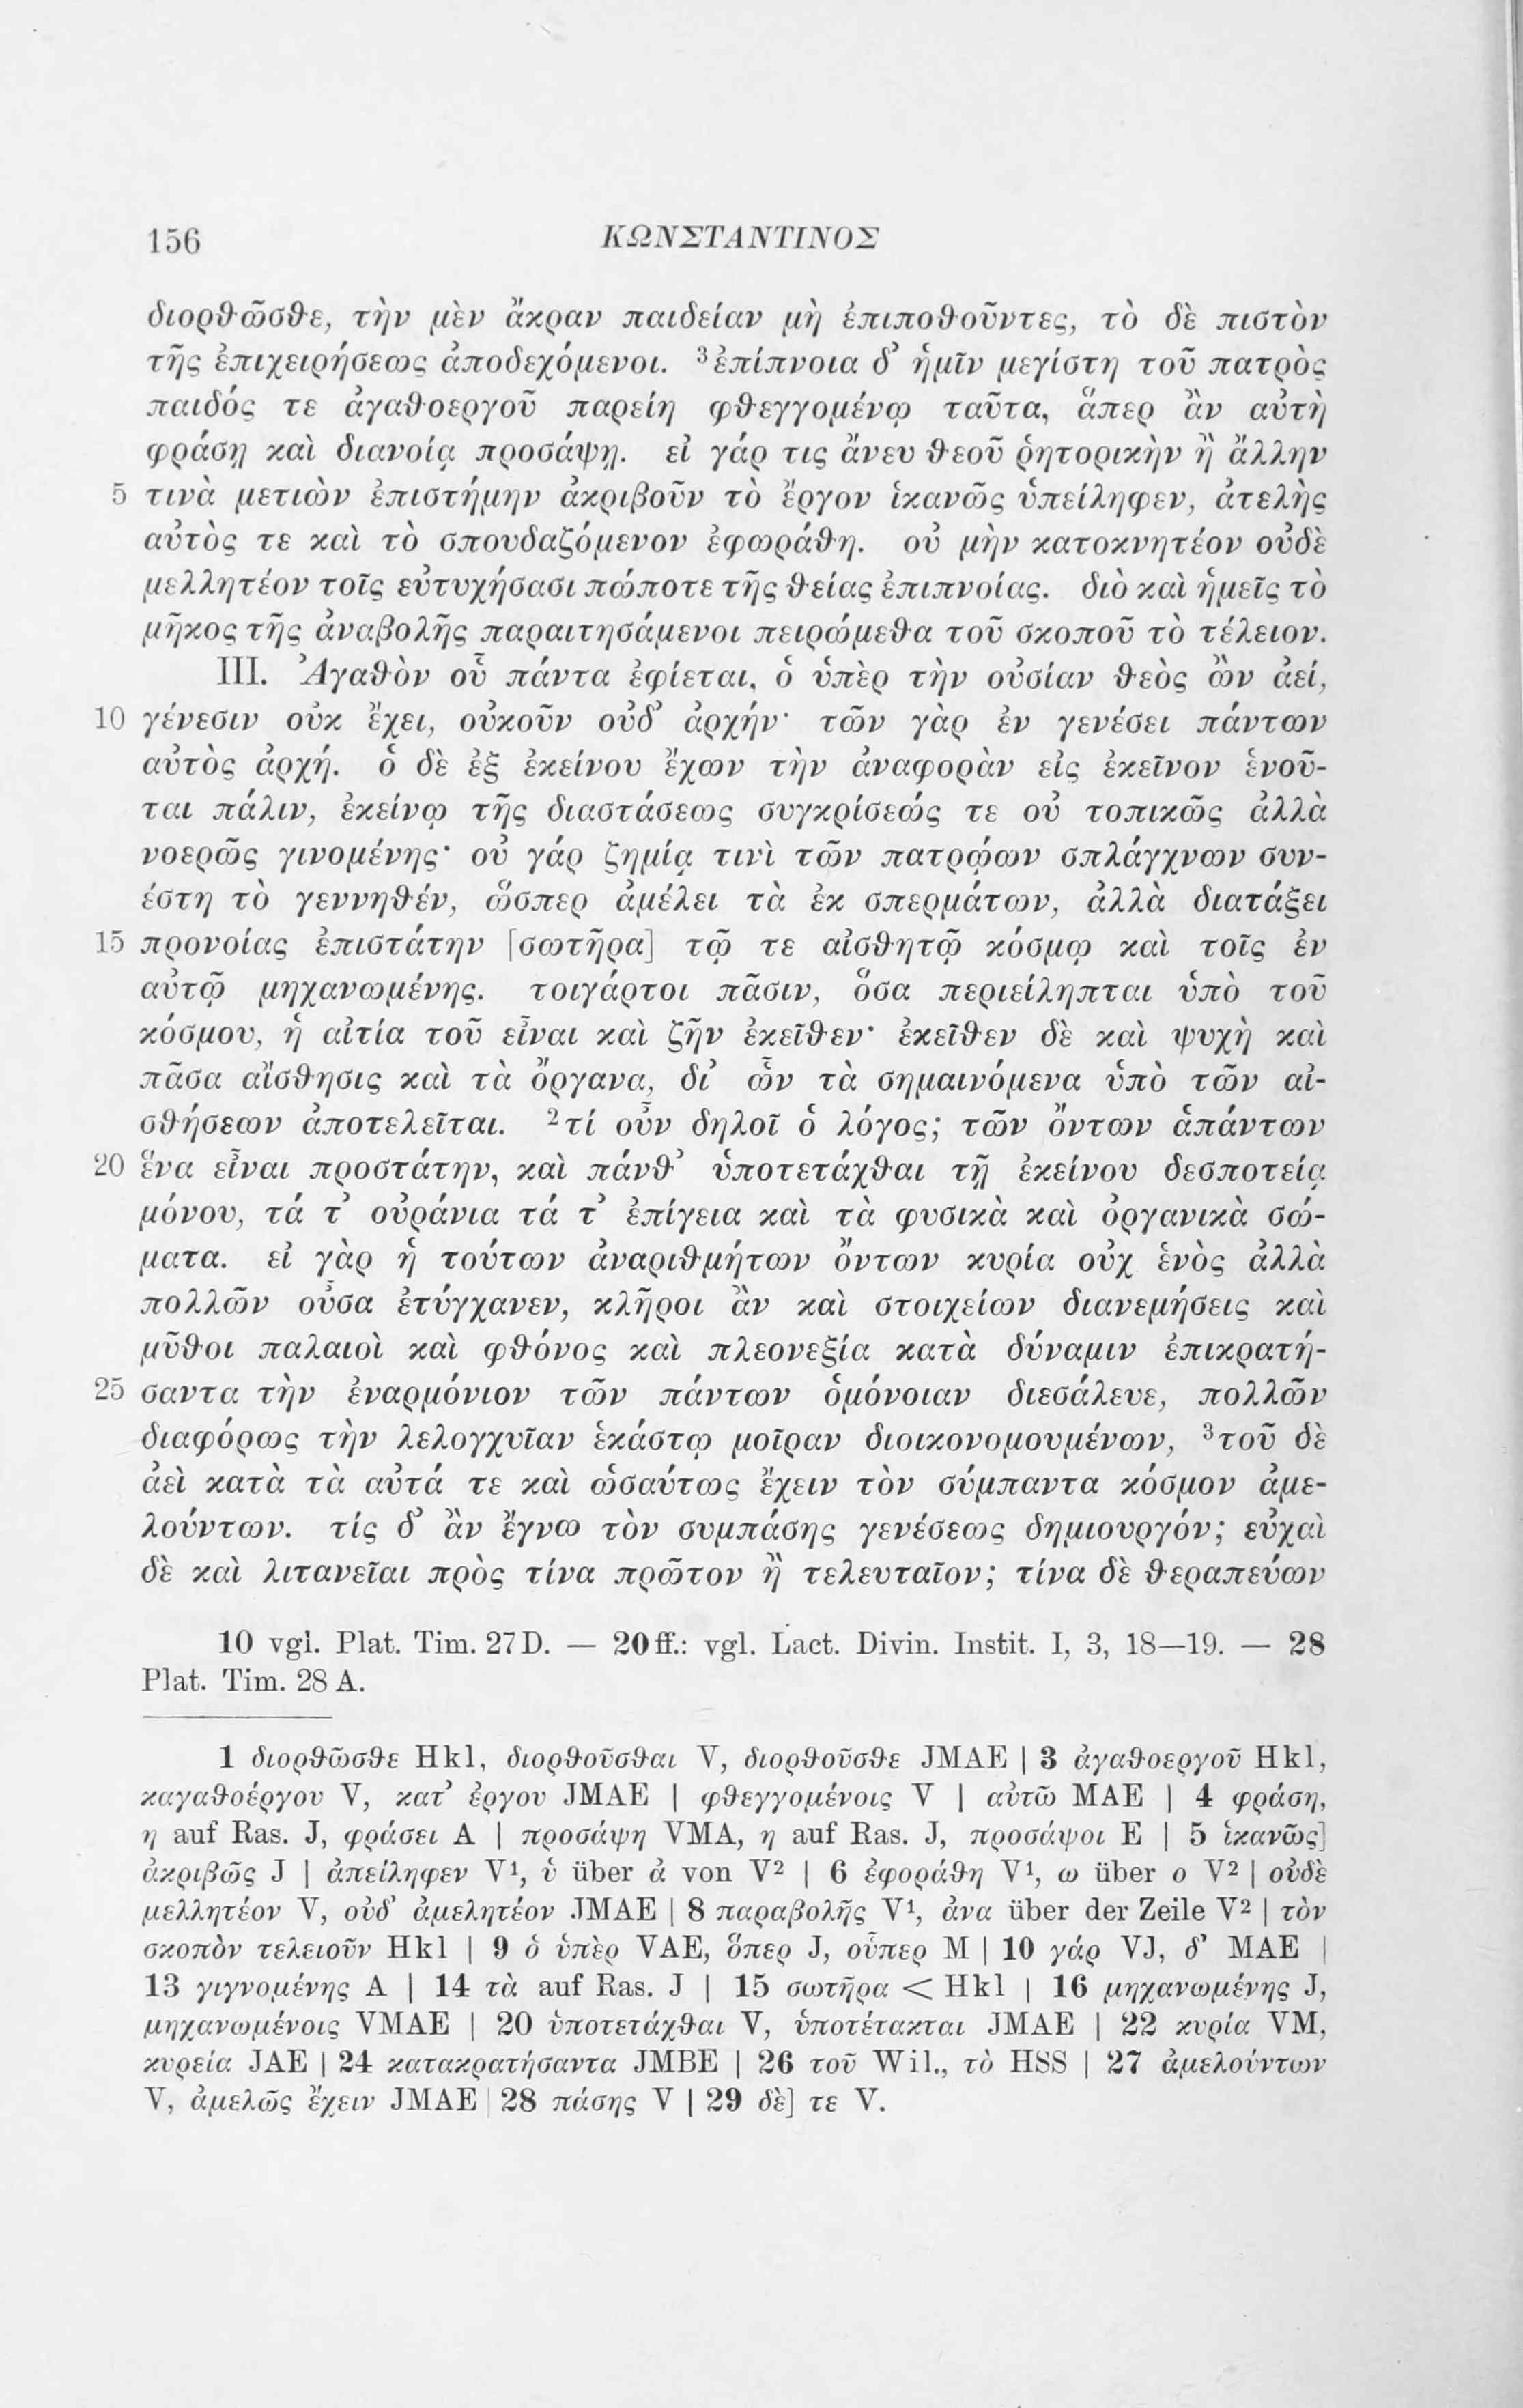 156 ΚΩΝΣΤΑΝΤΙΝΟΣ
διορθῶσθε, τὴν μὲν ἄκραν παιδείαν μὴ ἐπιποθοῦντες, τὸ δὲ πιστὸν
τῆς ἐπιχειρήσεως ἀποδεχόμενοι. ³ἐπίπνοια δ᾽ ἡμῖν μεγίστη τοῦ πατρὸς
παιδός τε ἀγαθοεργοῦ παρείη φθεγγομένῳ ταῦτα, ἅπερ ἂν αὐτὴ
φράσῃ καὶ διανοίᾳ προσάψῃ. εἰ γάρ τις ἄνευ θεοῦ ῥητορικὴν ἢ ἄλλην
5 τινὰ μετιὼν ἐπιστήμην ἀκριβοῦν τὸ ἔργον ἱκανῶς ὑπείληφεν, ἀτελὴς
αὐτὸς τε καὶ τὸ σπουδαζόμενον ἐφωράθη. οὐ μὴν κατοκνητέον οὐδὲ
μελλητέον τοῖς εὐτυχήσασι πώποτε τῆς θείας ἐπιπνοίας. διὸ καὶ ἡμεῖς τὸ
μῆκος τῆς ἀναβολῆς παραιτησάμενοι πειρώμεθα τοῦ σκοποῦ τὸ τέλειον.
III. Ἀγαθὸν οὗ πάντα ἐφίεται, ὁ ὑπὲρ τὴν οὐσίαν θεὸς ὢν ἀεί,
10 γένεσιν οὐκ ἔχει, οὐκοῦν οὐδ᾽ ἀρχήν· τῶν γὰρ ἐν γενέσει πάντων
αὐτὸς ἀρχή. ὁ δὲ ἐξ ἐκείνου ἔχων τὴν ἀναφορὰν εἰς ἐκεῖνον ἑνοῦ-
ται πάλιν, ἐκείνῳ τῆς διαστάσεως συγκρίσεώς τε οὐ τοπικῶς ἀλλὰ
νοερῶς γινομένης· οὐ γάρ ζημίᾳ τινὶ τῶν πατρῴων σπλάγχνων συν-
έστη τὸ γεννηθέν, ὥσπερ ἀμέλει τὰ ἐκ σπερμάτων, ἀλλὰ διατάξει
15 προνοίας ἐπιστάτην [σωτῆρα] τῷ τε αἰσθητῷ κόσμῳ καὶ τοῖς ἐν
αὐτῷ μηχανωμένης. τοιγάρτοι πᾶσιν, ὅσα περιείληπται ὑπὸ τοῦ
κόσμου, ἡ αἰτία τοῦ εἶναι καὶ ζῆν ἐκεῖθεν· ἐκεῖθεν δὲ καὶ ψυχὴ καὶ
πᾶσα αἴσθησις καὶ τὰ ὄργανα, δι᾽ ὧν τὰ σημαινόμενα ὑπὸ τῶν αἰ-
σθήσεων ἀποτελεῖται. ²τί οὖν δηλοῖ ὁ λόγος; τῶν ὄντων ἁπάντων
20 ἕνα εἶναι προστάτην, καὶ πάνθ᾽ ὑποτετάχθαι τῇ ἐκείνου δεσποτείᾳ
μόνου, τά τ᾽ οὐράνια τά τ᾽ ἐπίγεια καὶ τὰ φυσικὰ καὶ ὀργανικὰ σώ-
ματα. εἰ γὰρ ἡ τούτων ἀναριθμήτων ὄντων κυρία οὐχ ἑνὸς ἀλλὰ
πολλῶν οὖσα ἐτύγχανεν, κλῆροι ἂν καὶ στοιχείων διανεμήσεις καὶ
μῦθοι παλαιοὶ καὶ φθόνος καὶ πλεονεξία κατὰ δύναμιν ἐπικρατή-
25 σαντα τὴν ἐναρμόνιον τῶν πάντων ὁμόνοιαν διεσάλευε, πολλῶν
διαφόρως τὴν λελογχυῖαν ἑκάστῳ μοῖραν διοικονομουμένων, ³τοῦ δὲ
ἀεὶ κατὰ τὰ αὐτά τε καὶ ὡσαύτως ἔχειν τὸν σύμπαντα κόσμον ἀμε-
λούντων. τίς δ᾽ ἂν ἔγνω τὸν συμπάσης γενέσεως δημιουργόν; εὐχαὶ
δὲ καὶ λιτανεῖαι πρὸς τίνα πρῶτον ἢ τελευταῖον; τίνα δὲ θεραπεύων
10 vgl. Plat. Tim. 27 D. — 20 ff.: vgl. Lact. Divin. Instit. I, 3, 18—19. — 28
Plat. Tim. 28 A.
1 διορθῶσθε Hkl, διορθοῦσθαι V, διορθοῦσθε JMAE | 3 ἀγαθοεργοῦ Hkl,
καγαθοέργου V, κατ᾽ ἔργου JMAE | φθεγγομένοις V | αὐτῶ MAE | 4 φράση,
η auf Ras. J, φράσει A | προσάψη VMA, η auf Ras. J, προσάψοι E | 5 ἱκανῶς]
ἀκριβῶς J | ἀπείληφεν V¹, ὑ über ἀ von V² | 6 ἐφοράθη V¹, ω über ο V² | οὐδὲ
μελλητέον V, οὐδ᾽ ἀμελητέον JMAE | 8 παραβολῆς V¹, ἀνα über der Zeile V² | τὸν
σκοπὸν τελειοῦν Hkl | 9 ὁ ὑπὲρ VAE, ὅπερ J, οὗπερ M | 10 γάρ VJ, δ᾽ MAE |
13 γιγνομένης A | 14 τὰ auf Ras. J | 15 σωτῆρα < Hkl | 16 μηχανωμένης J,
μηχανωμένοις VMAE | 20 ὑποτετάχθαι V, ὑποτέτακται JMAE | 22 κυρία VM,
κυρεία JAE | 24 κατακρατήσαντα JMBE | 26 τοῦ Wil., τὸ HSS | 27 ἀμελούντων
V, ἀμελῶς ἔχειν JMAE | 28 πάσης V | 29 δὲ] τε V.